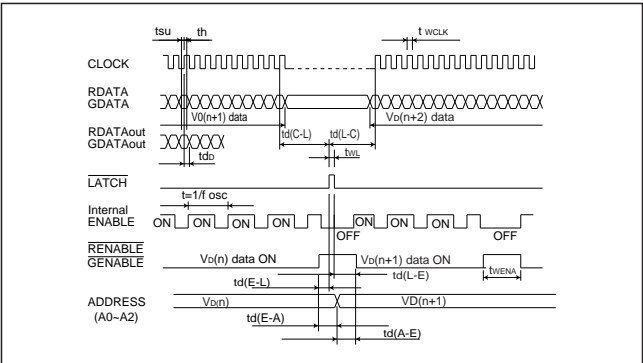 tsu th t WCLK
CLOCK
RDATA
GDATA
V0(n+1) data VD(n+2) data
RDATAout
GDATAout
td(C-L) td(L-C)
tdD
tWL
LATCH
t=1/f osc
Internal
ENABLE
ON ON ON ON ON ON ON
OFF OFF
RENABLE
GENABLE
VD(n) data ON VD(n+1) data ON
tWENA
td(L-E)
td(E-L)
ADDRESS
(A0~A2)
VD(n) VD(n+1)
td(E-A)
td(A-E)